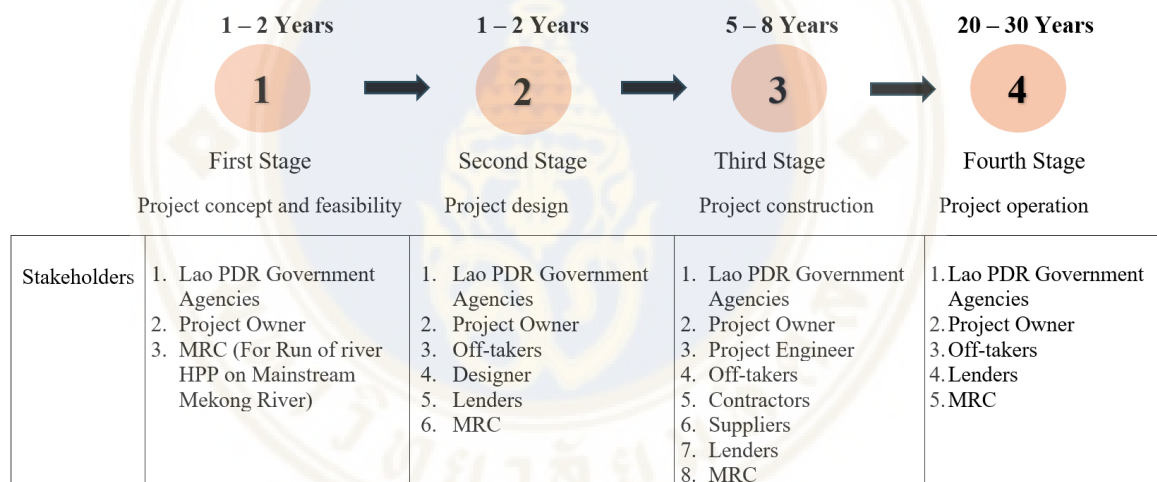 1 – 2 Years
1 – 2 Years
5 – 8 Years
20 – 30 Years
1
2
3
4
First Stage
Second Stage
Third Stage
Fourth Stage
Project concept and feasibility
Project design
Project construction
Project operation
Stakeholders
1. Lao PDR Government
Agencies
2. Project Owner
3. MRC (For Run of river
HPP on Mainstream
Mekong River)
1. Lao PDR Government
Agencies
2. Project Owner
3. Off-takers
4. Designer
5. Lenders
6. MRC
1. Lao PDR Government
Agencies
2. Project Owner
3. Project Engineer
4. Off-takers
5. Contractors
6. Suppliers
7. Lenders
8. MRC
1. Lao PDR Government
Agencies
2. Project Owner
3. Off-takers
4. Lenders
5. MRC